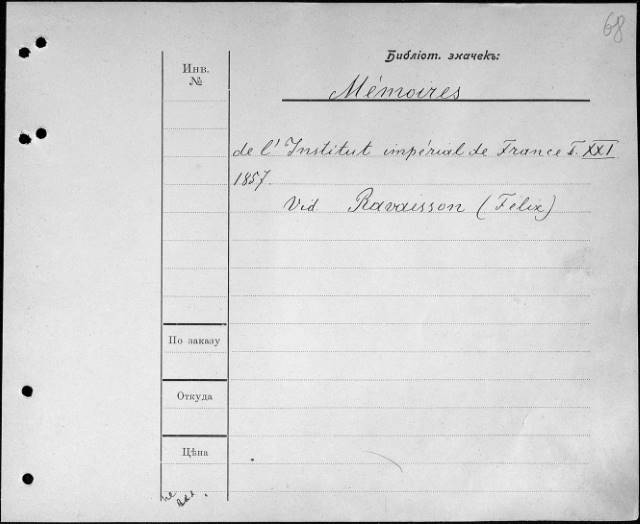 68
Библіот. значекъ:
Инв.
№
Mémoires
de l'Institut impérial de France T. XXI
1857.
Vid Ravaisson (Félix)
По заказу
Откуда
Цѣна